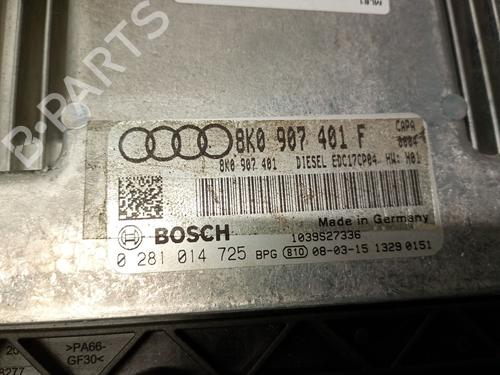 B-PARTS
8K0 907 401 F
CAPA
8K0 907 401 DIESEL EDC17CP04 HW: H01
Made in Germany
BOSCH
1039S27336
0 281 014 725 BPG 810 08-03-15 1329 0151
>PA66-
GF30<